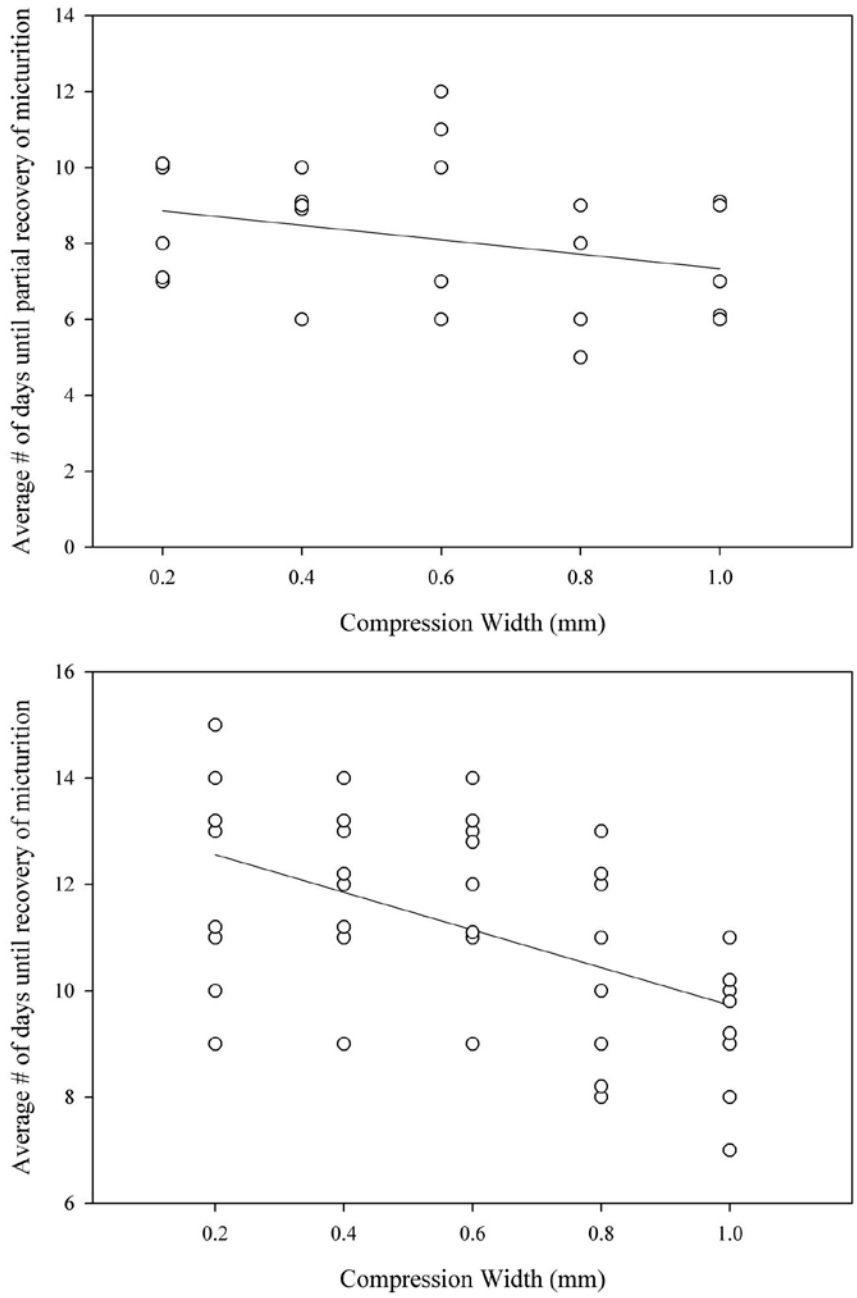 Average # of days until partial recovery of micturition
14
12
10
8
6
4
2
0
0.2 0.4 0.6 0.8 1.0
Compression Width (mm)
Average # of days until recovery of micturition
16
14
12
10
8
6
0.2 0.4 0.6 0.8 1.0
Compression Width (mm)